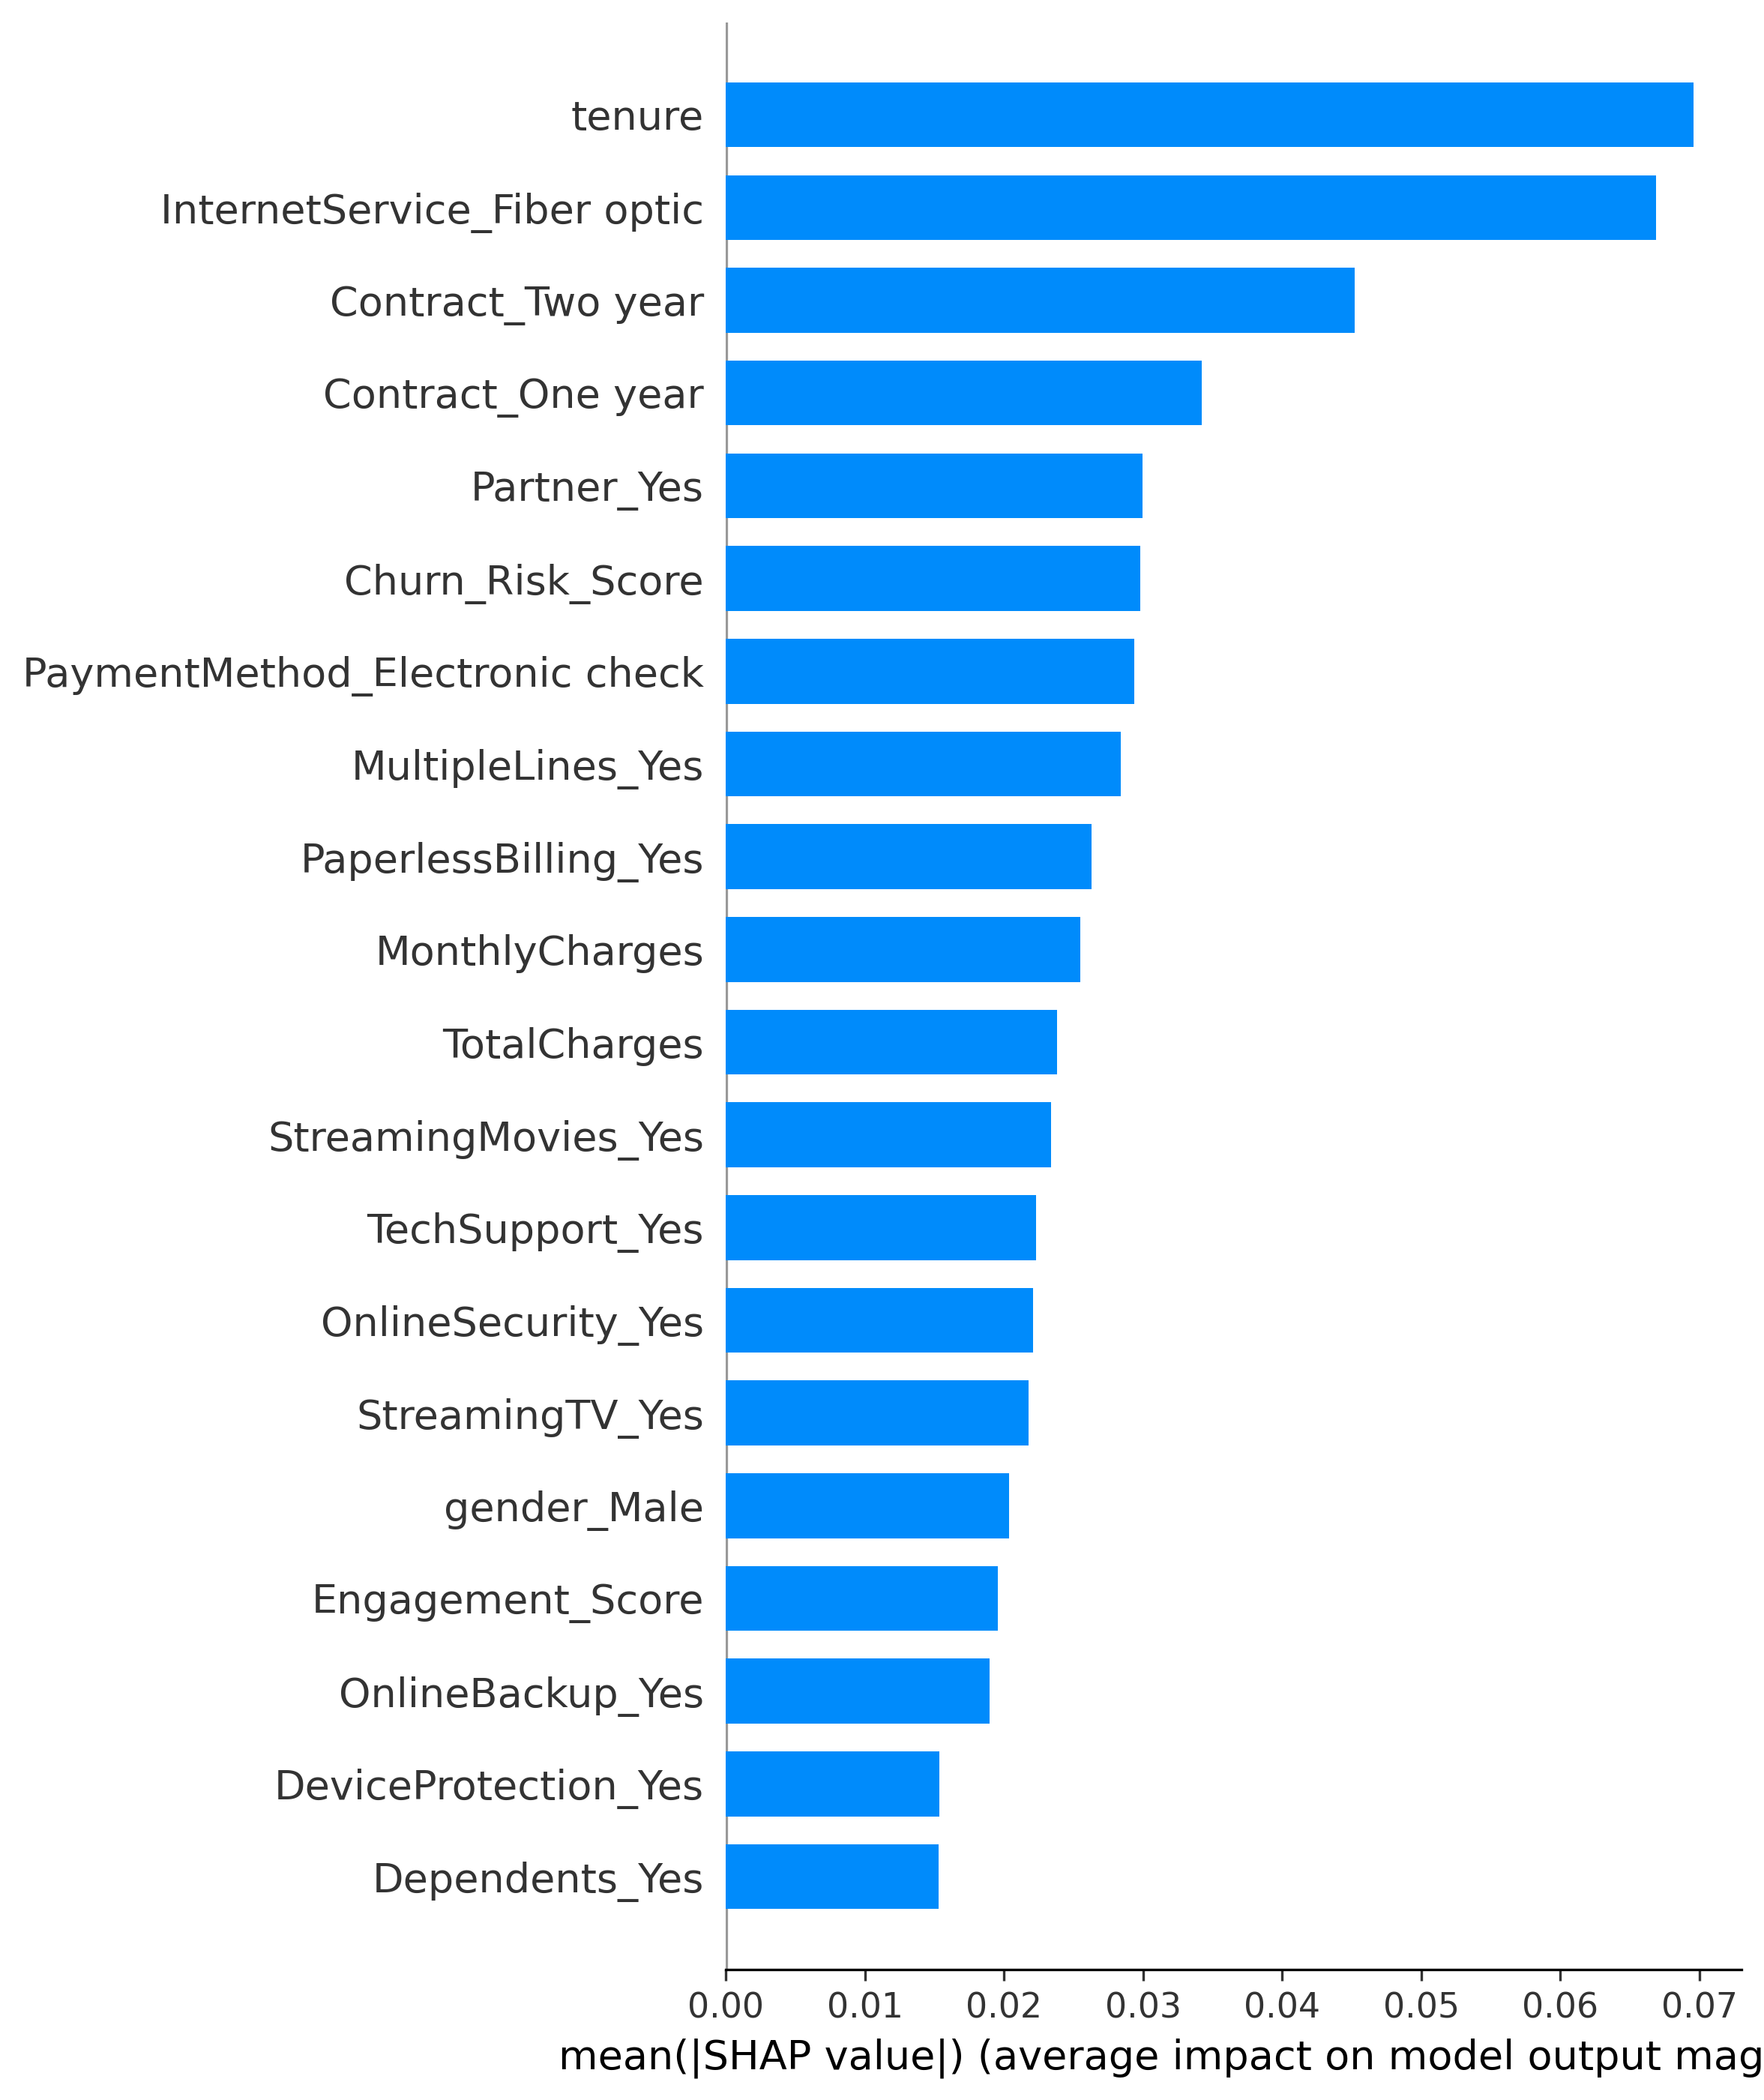 tenure
InternetService_Fiber optic
Contract_Two year
Contract_One year
Partner_Yes
Churn_Risk_Score
PaymentMethod_Electronic check
MultipleLines_Yes
PaperlessBilling_Yes
MonthlyCharges
TotalCharges
StreamingMovies_Yes
TechSupport_Yes
OnlineSecurity_Yes
StreamingTV_Yes
gender_Male
Engagement_Score
OnlineBackup_Yes
DeviceProtection_Yes
Dependents_Yes
0.00 0.01 0.02 0.03 0.04 0.05 0.06 0.07
mean(|SHAP value|) (average impact on model output mag